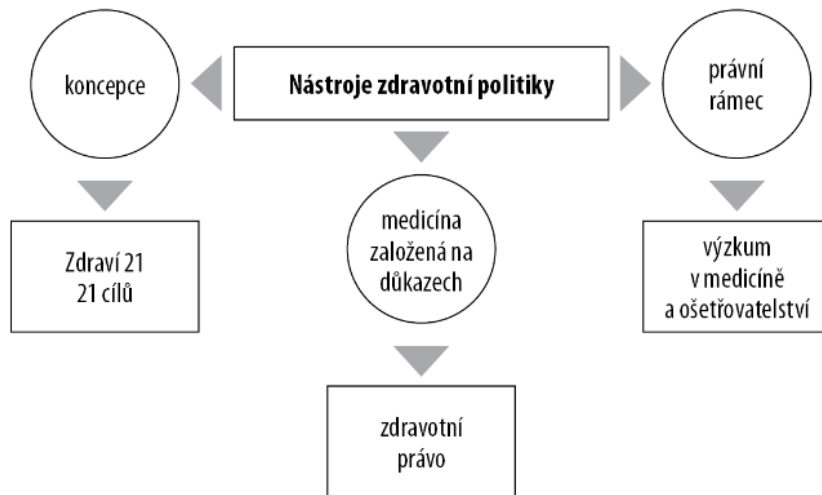 koncepce
Nástroje zdravotní politiky
právní
rámec
medicína
založená na
důkazech
Zdraví 21
21 cílů
výzkum
v medicíně
a ošetřovatelství
zdravotní
právo